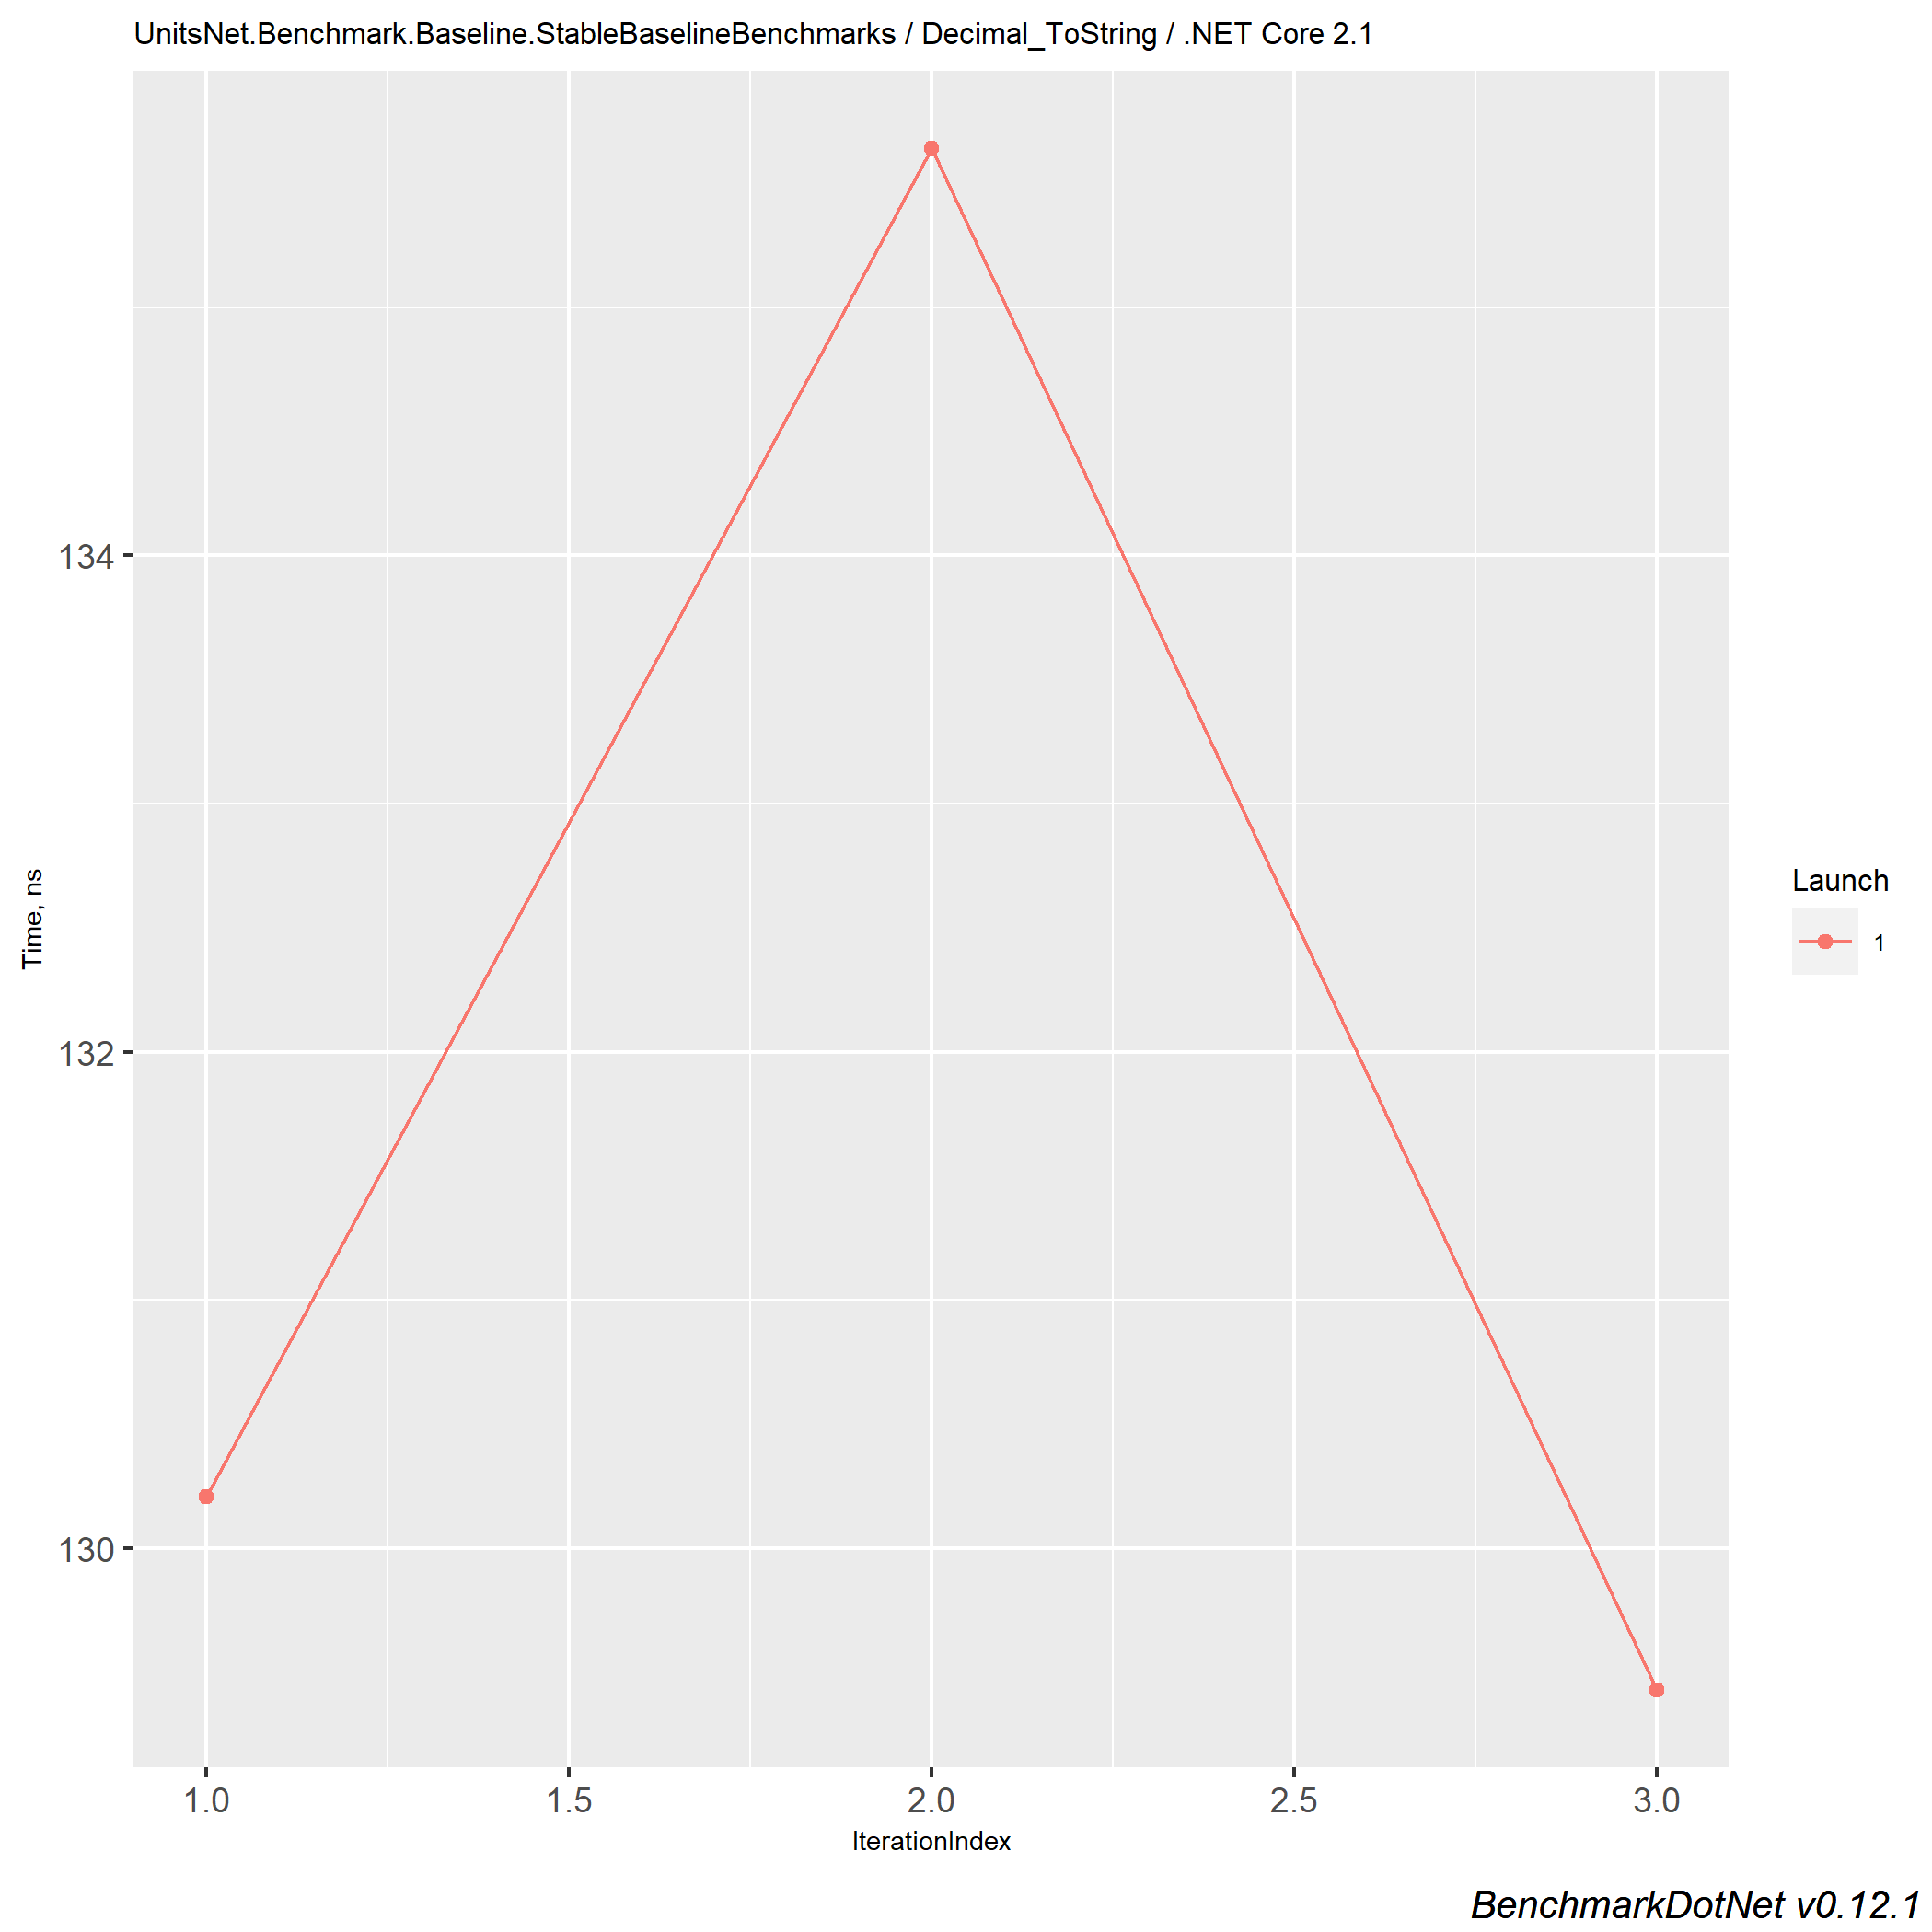 UnitsNet.Benchmark.Baseline.StableBaselineBenchmarks / Decimal_ToString / .NET Core 2.1
134
132
130
Time, ns
1.0 1.5 2.0 2.5 3.0
IterationIndex
Launch
1
BenchmarkDotNet v0.12.1